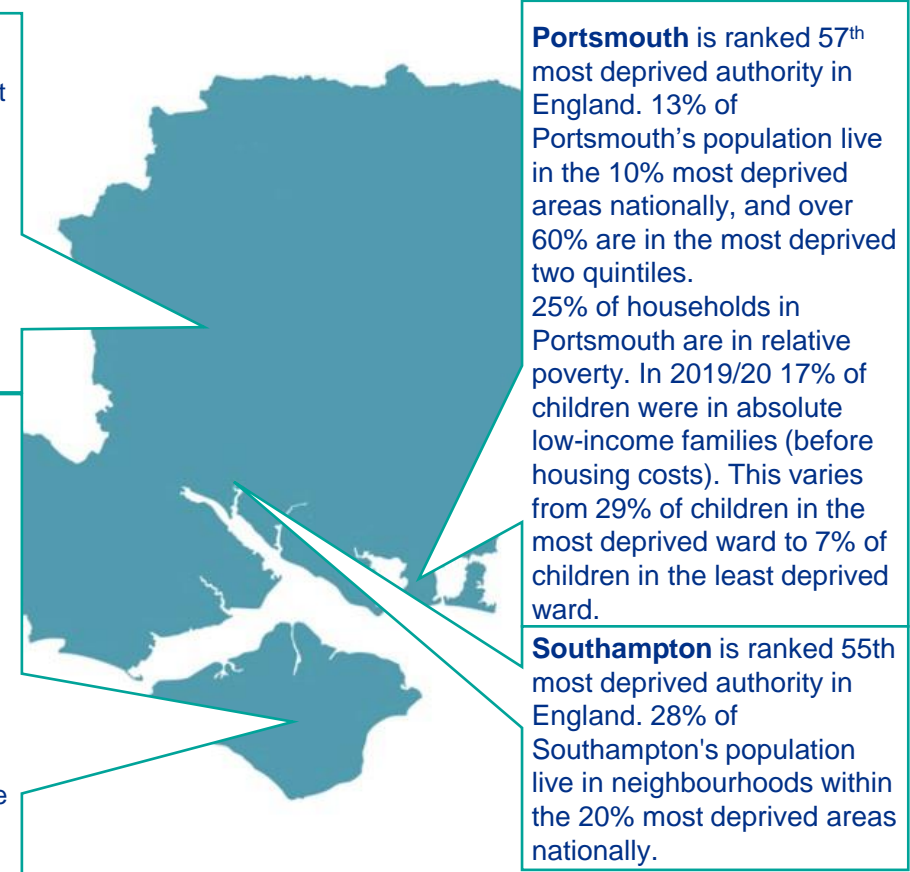 t
e
Portsmouth is ranked 57th
most deprived authority in
England. 13% of
Portsmouth’s population live
in the 10% most deprived
areas nationally, and over
60% are in the most deprived
two quintiles.
25% of households in
Portsmouth are in relative
poverty. In 2019/20 17% of
children were in absolute
low-income families (before
housing costs). This varies
from 29% of children in the
most deprived ward to 7% of
children in the least deprived
ward.
Southampton is ranked 55th
most deprived authority in
England. 28% of
Southampton's population
live in neighbourhoods within
the 20% most deprived areas
nationally.